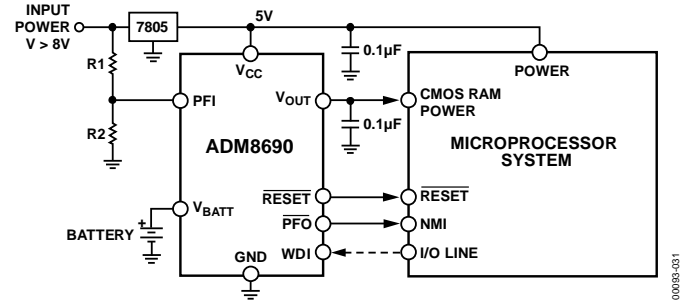 INPUT
POWER
V > 8V
7805
5V
R1
R2
0.1µF
POWER
VCC
PFI
VOUT
0.1µF
CMOS RAM
POWER
ADM8690
MICROPROCESSOR
SYSTEM
RESET
RESET
VBATT
PFO
NMI
BATTERY
+
GND
WDI
I/O LINE
00093-031